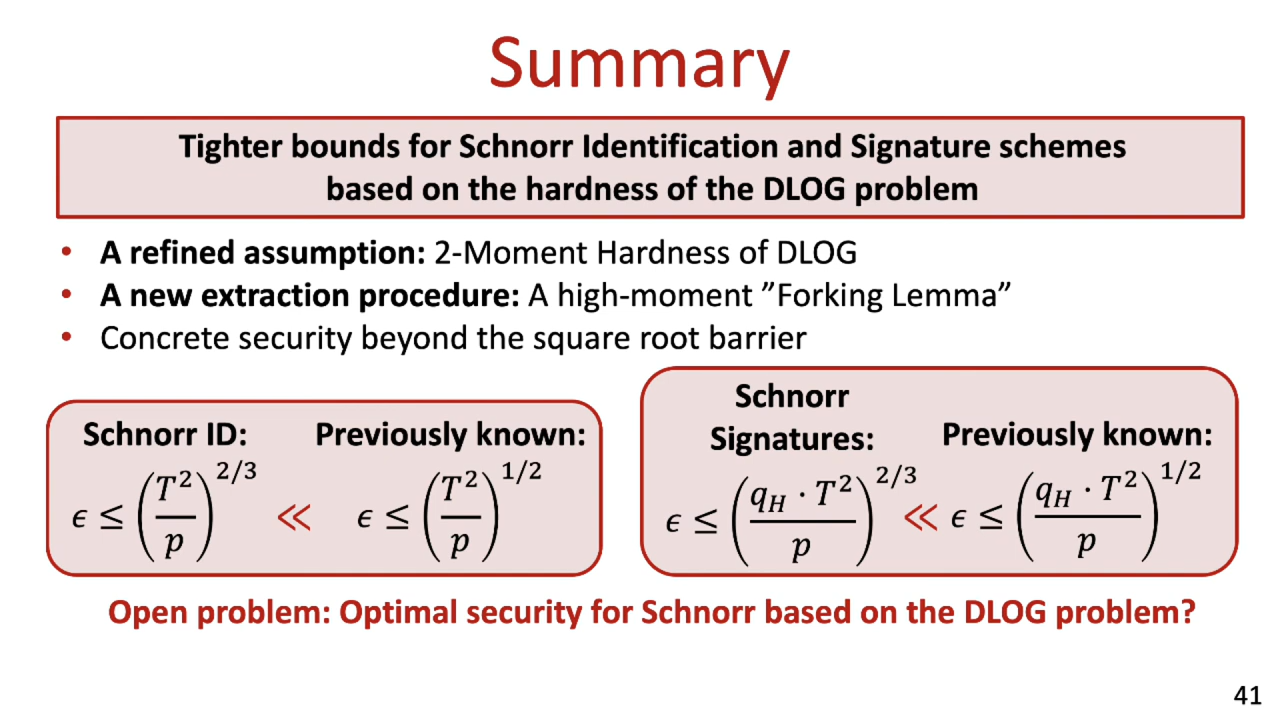 Summary
Tighter bounds for Schnorr Identification and Signature schemes
based on the hardness of the DLOG problem
• A refined assumption: 2-Moment Hardness of DLOG
• A new extraction procedure: A high-moment ”Forking Lemma”
• Concrete security beyond the square root barrier
Schnorr ID: Previously known:
ϵ ≤ (T²/p)^{2/3} ≪ ϵ ≤ (T²/p)^{1/2}
Schnorr
Signatures: Previously known:
ϵ ≤ (q_H · T²/p)^{2/3} ≪ ϵ ≤ (q_H · T²/p)^{1/2}
Open problem: Optimal security for Schnorr based on the DLOG problem?
41